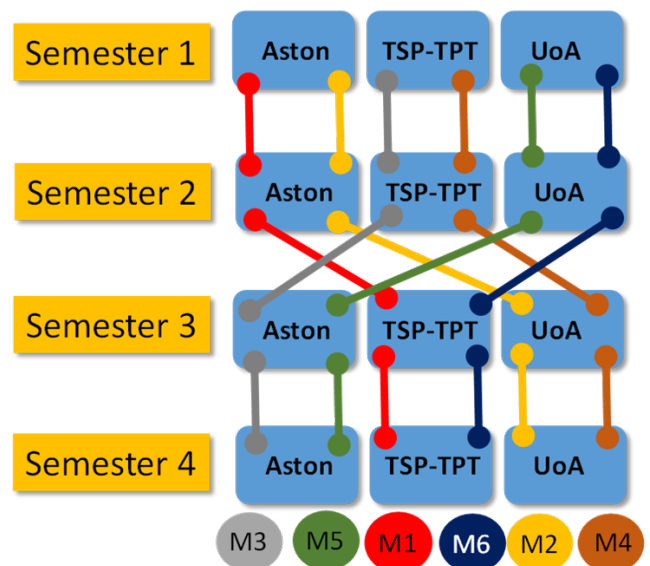 Semester 1 Aston TSP-TPT UoA
Semester 2 Aston TSP-TPT UoA
Semester 3 Aston TSP-TPT UoA
Semester 4 Aston TSP-TPT UoA
M3 M5 M1 M6 M2 M4